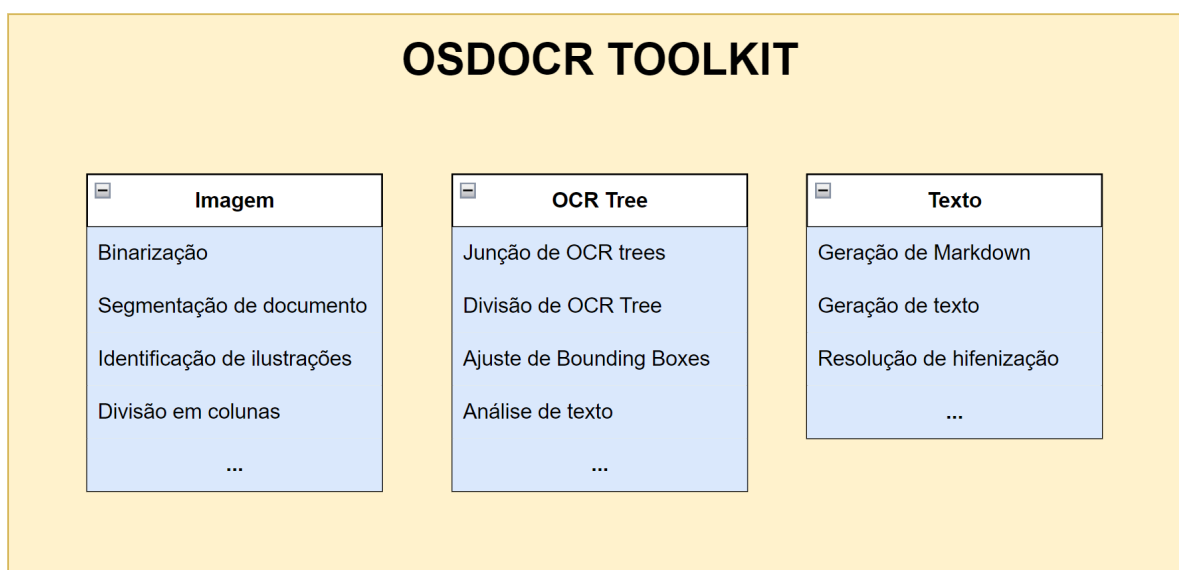 OSDOCR TOOLKIT
Imagem
Binarização
Segmentação de documento
Identificação de ilustrações
Divisão em colunas
...
OCR Tree
Junção de OCR trees
Divisão de OCR Tree
Ajuste de Bounding Boxes
Análise de texto
...
Texto
Geração de Markdown
Geração de texto
Resolução de hifenização
...